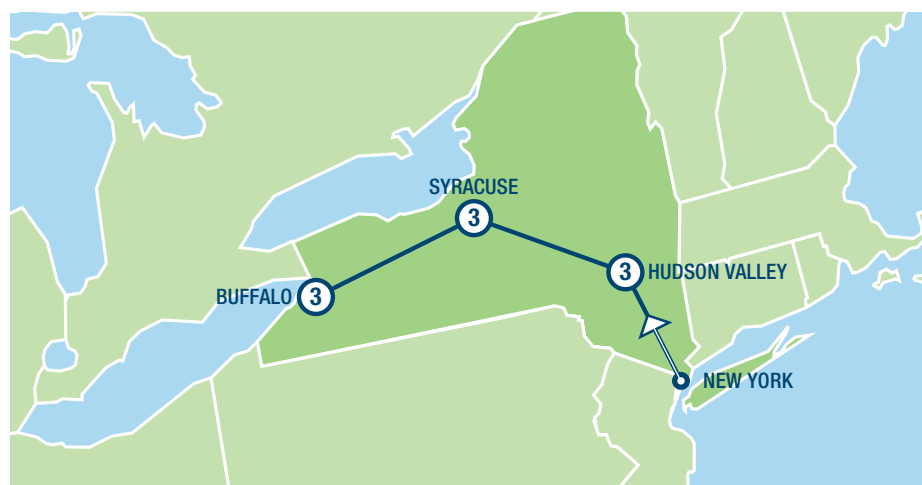 SYRACUSE
3
3 HUDSON VALLEY
BUFFALO 3
NEW YORK